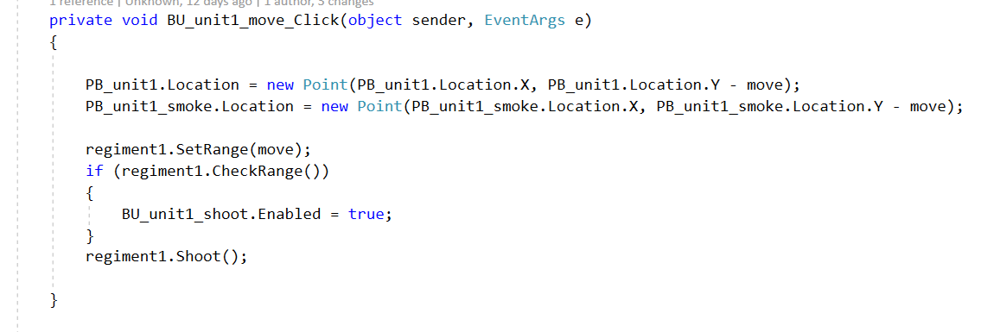 1 reference | Unknown, 12 days ago | 1 author, 3 changes
private void BU_unit1_move_Click(object sender, EventArgs e)
{
PB_unit1.Location = new Point(PB_unit1.Location.X, PB_unit1.Location.Y - move);
PB_unit1_smoke.Location = new Point(PB_unit1_smoke.Location.X, PB_unit1_smoke.Location.Y - move);
regiment1.SetRange(move);
if (regiment1.CheckRange())
{
BU_unit1_shoot.Enabled = true;
}
regiment1.Shoot();
}